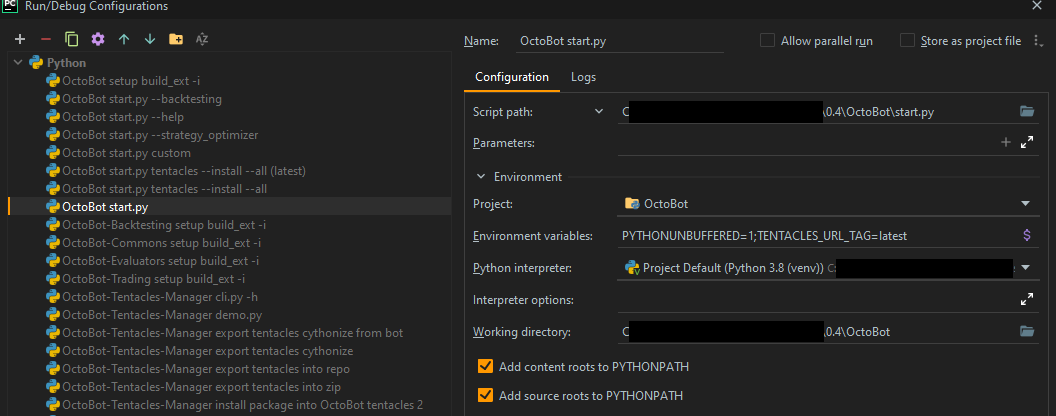 PC Run/Debug Configurations
Name: OctoBot start.py Allow parallel run Store as project file
Python
OctoBot setup build_ext -i
OctoBot start.py --backtesting
OctoBot start.py --help
OctoBot start.py --strategy_optimizer
OctoBot start.py custom
OctoBot start.py tentacles --install --all (latest)
OctoBot start.py tentacles --install --all
OctoBot start.py
OctoBot-Backtesting setup build_ext -i
OctoBot-Commons setup build_ext -i
OctoBot-Evaluators setup build_ext -i
OctoBot-Trading setup build_ext -i
OctoBot-Tentacles-Manager cli.py -h
OctoBot-Tentacles-Manager demo.py
OctoBot-Tentacles-Manager export tentacles cythonize from bot
OctoBot-Tentacles-Manager export tentacles cythonize
OctoBot-Tentacles-Manager export tentacles into repo
OctoBot-Tentacles-Manager export tentacles into zip
OctoBot-Tentacles-Manager install package into OctoBot tentacles 2
Configuration Logs
Script path: C \0.4\OctoBot\start.py
Parameters:
Environment
Project: OctoBot
Environment variables: PYTHONUNBUFFERED=1;TENTACLES_URL_TAG=latest
Python interpreter: Project Default (Python 3.8 (venv)) C:
Interpreter options:
Working directory: C \0.4\OctoBot
Add content roots to PYTHONPATH
Add source roots to PYTHONPATH